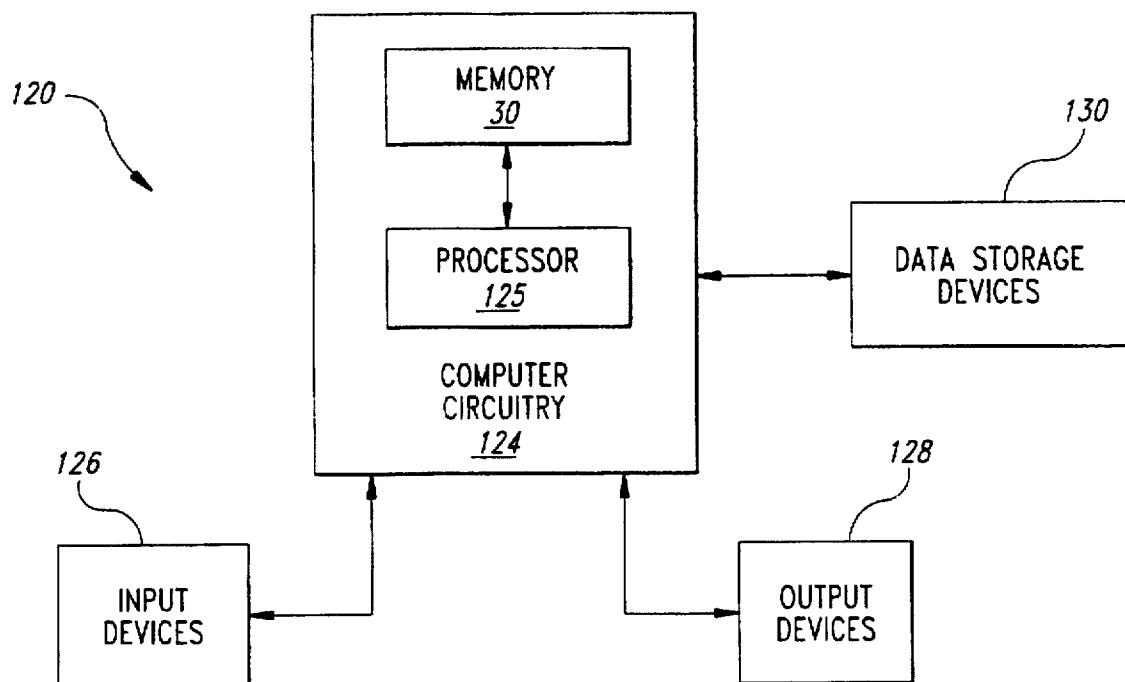 120
MEMORY
30
130
PROCESSOR
125
DATA STORAGE
DEVICES
COMPUTER
CIRCUITRY
124
126
128
INPUT
DEVICES
OUTPUT
DEVICES